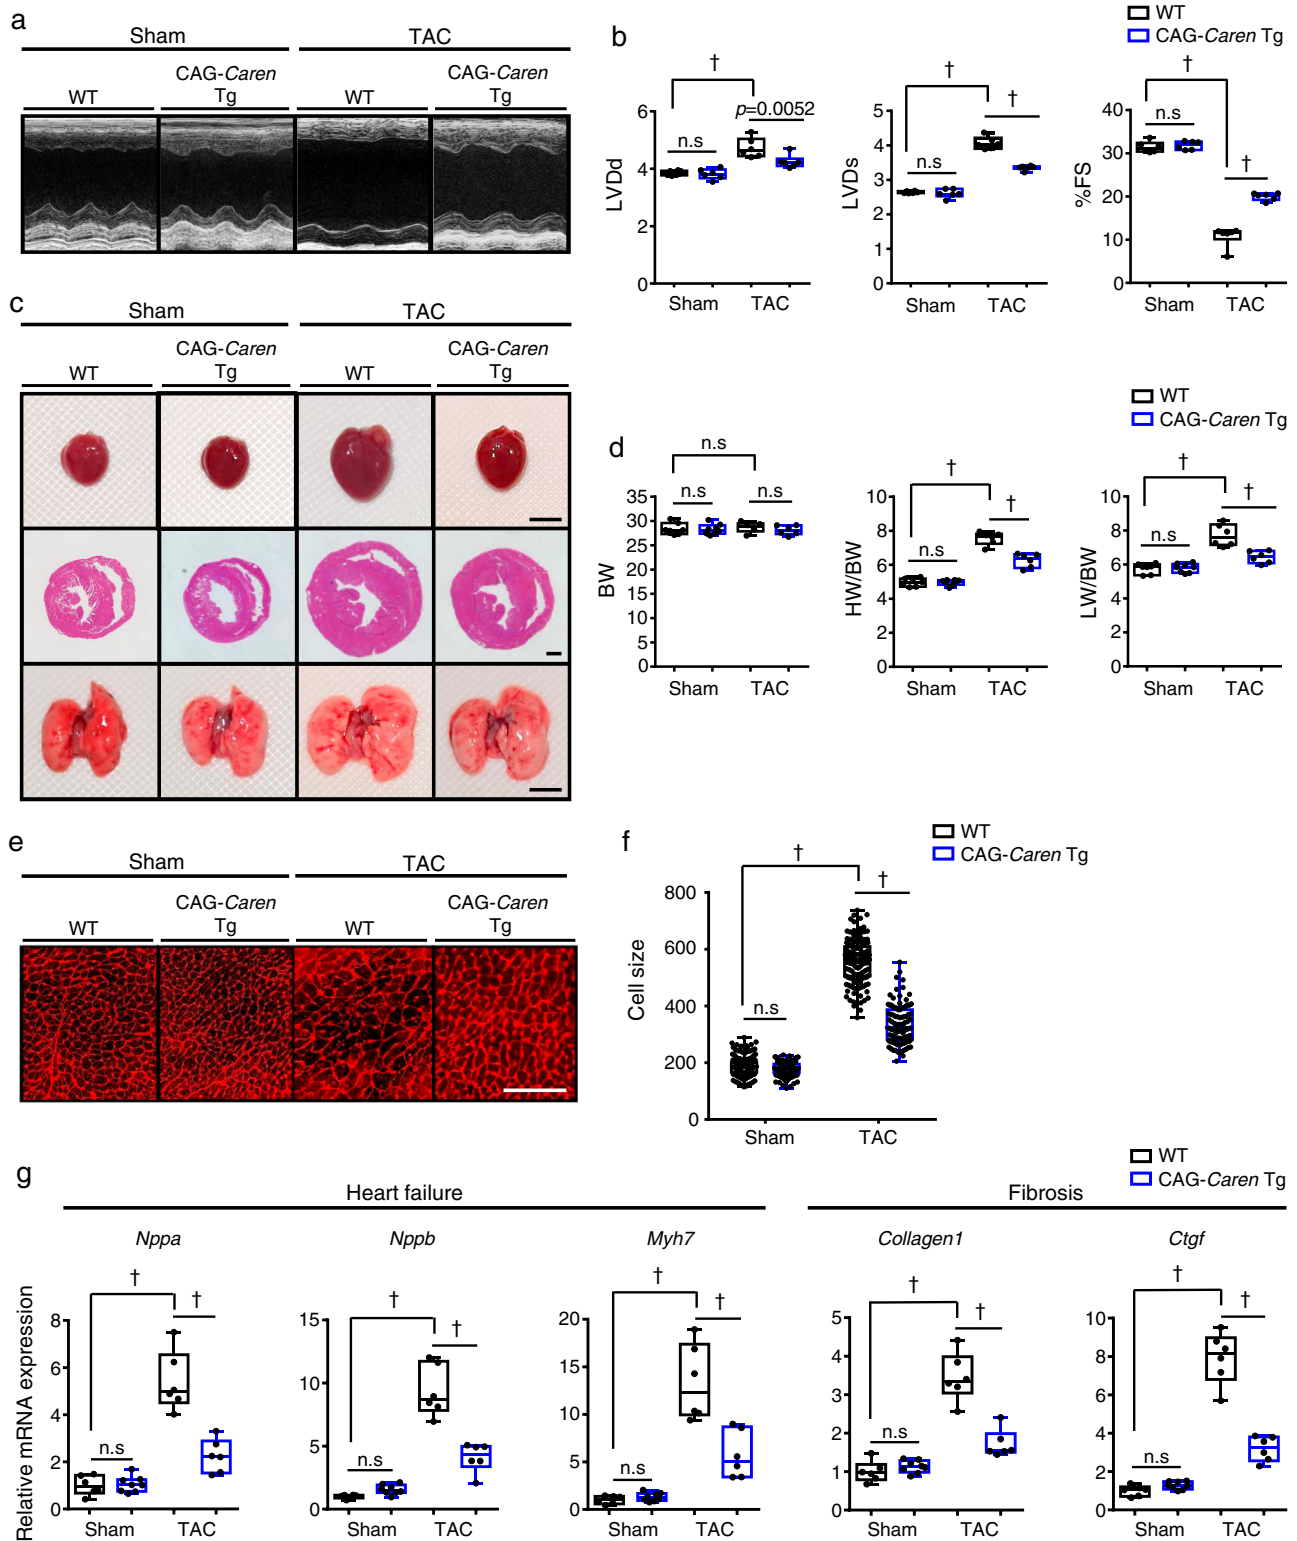 a
Sham TAC
WT CAG-Caren Tg WT CAG-Caren Tg
b
WT
CAG-Caren Tg
† p=0.0052 n.s
LVDd
6
4
2
0
Sham TAC
† † n.s
LVDs
5
4
3
2
1
0
Sham TAC
† n.s †
%FS
40
30
20
10
0
Sham TAC
c
Sham TAC
WT CAG-Caren Tg WT CAG-Caren Tg
d
WT
CAG-Caren Tg
n.s n.s n.s
BW
35
30
25
20
15
10
5
0
Sham TAC
† † n.s
HW/BW
10
8
6
4
2
0
Sham TAC
† † n.s
LW/BW
10
8
6
4
2
0
Sham TAC
e
Sham TAC
WT CAG-Caren Tg WT CAG-Caren Tg
f
WT
CAG-Caren Tg
† † n.s
Cell size
800
600
400
200
0
Sham TAC
g
WT
CAG-Caren Tg
Heart failure Fibrosis
Nppa Nppb Myh7 Collagen1 Ctgf
Relative mRNA expression
† † n.s
8
6
4
2
0
Sham TAC
† † n.s
15
10
5
0
Sham TAC
† † n.s
20
15
10
5
0
Sham TAC
† † n.s
5
4
3
2
1
0
Sham TAC
† † n.s
10
8
6
4
2
0
Sham TAC